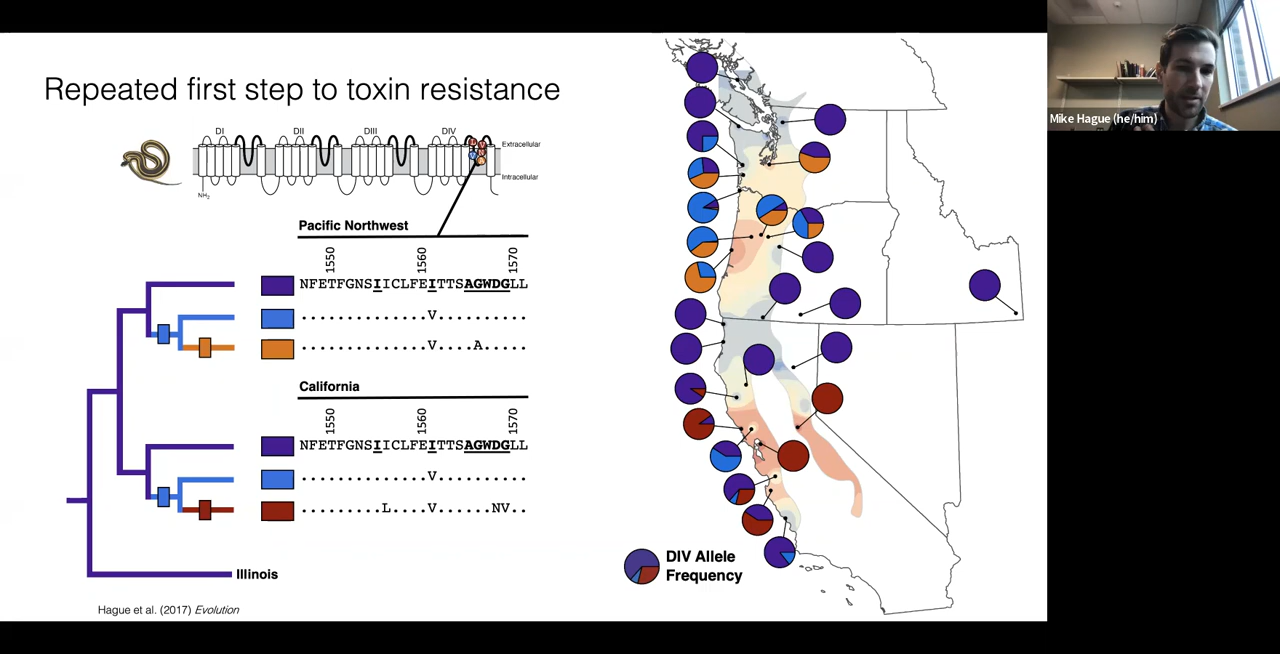 Repeated first step to toxin resistance
DI DII DIII DIV
Extracellular
Intracellular
NH2
Pacific Northwest
1550 1560 1570
NFETFGNSIICLFEITTSAGWDGLL
..............V..........
..............V....A.....
California
1550 1560 1570
NFETFGNSIICLFEITTSAGWDGLL
..............V..........
.........L....V......NV..
Illinois
Hague et al. (2017) Evolution
DIV Allele
Frequency
Mike Hague (he/him)